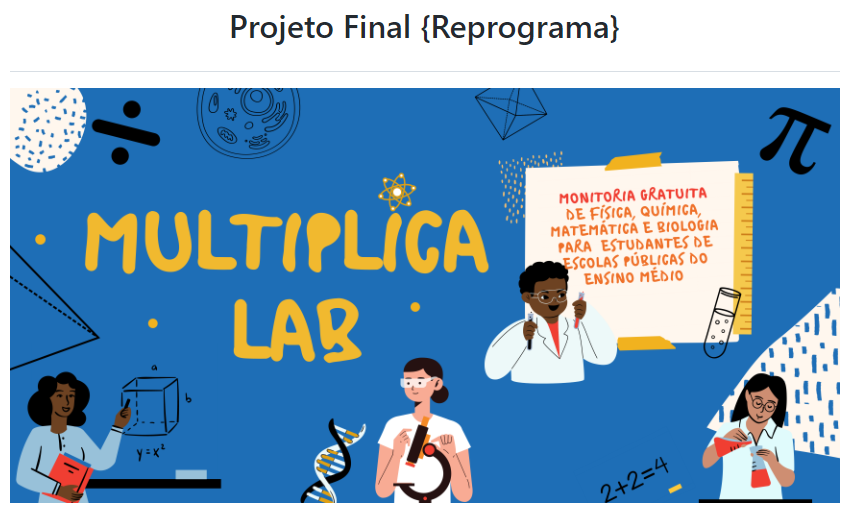 Projeto Final {Reprograma}
÷
π
MULTIPLICA
LAB
MONITORIA GRATUITA
DE FÍSICA, QUÍMICA,
MATEMÁTICA E BIOLOGIA
PARA ESTUDANTES DE
ESCOLAS PÚBLICAS DO
ENSINO MÉDIO
a
b
y=x²
2+2=4